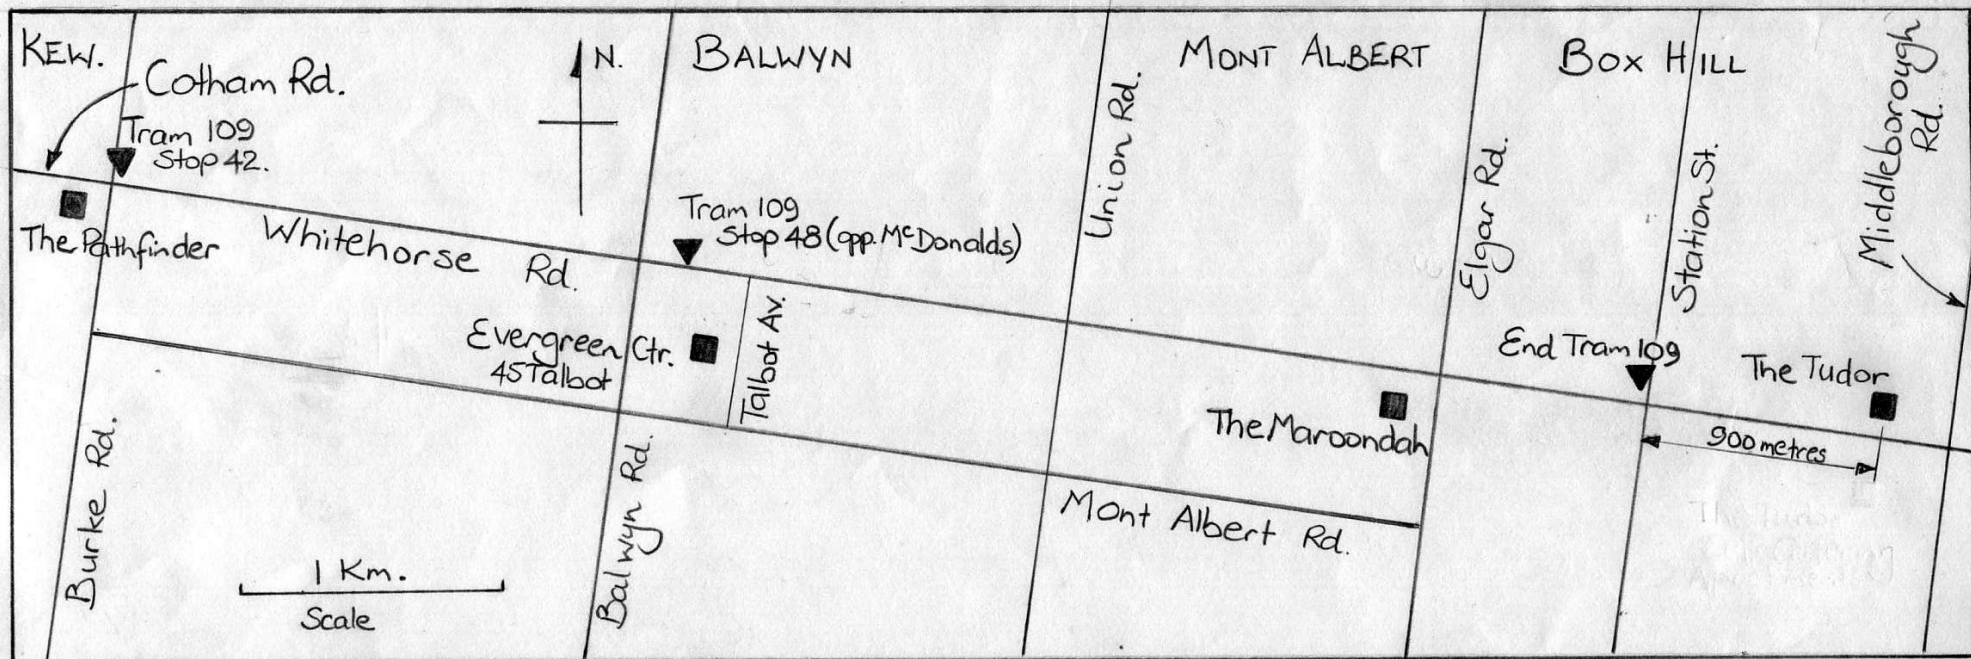 KEW.
Cotham Rd.
Tram 109
Stop 42.
The Pathfinder
Whitehorse Rd.
N.
BALWYN
Tram 109
Stop 48 (opp. McDonalds)
Evergreen Ctr.
45 Talbot
Talbot Av.
Burke Rd.
1 Km.
Scale
Balwyn Rd.
Union Rd.
MONT ALBERT
Elgar Rd.
The Maroondah
Mont Albert Rd.
BOX HILL
Station St.
End Tram 109
The Tudor
900 metres
Middleborough
Rd.